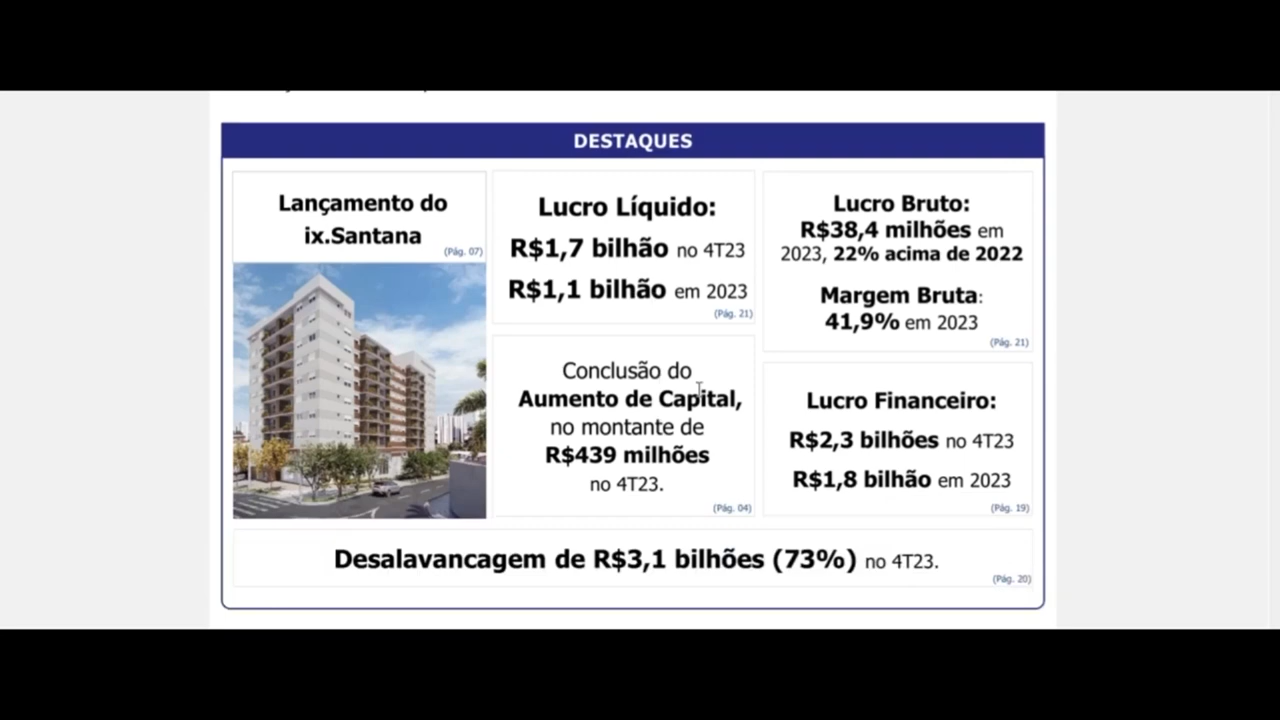 DESTAQUES
Lançamento do
ix.Santana
(Pág. 07)
Lucro Líquido:
R$1,7 bilhão no 4T23
R$1,1 bilhão em 2023
(Pág. 21)
Conclusão do
Aumento de Capital,
no montante de
R$439 milhões
no 4T23.
(Pág. 04)
Lucro Bruto:
R$38,4 milhões em
2023, 22% acima de 2022
Margem Bruta:
41,9% em 2023
(Pág. 21)
Lucro Financeiro:
R$2,3 bilhões no 4T23
R$1,8 bilhão em 2023
(Pág. 19)
Desalavancagem de R$3,1 bilhões (73%) no 4T23.
(Pág. 20)